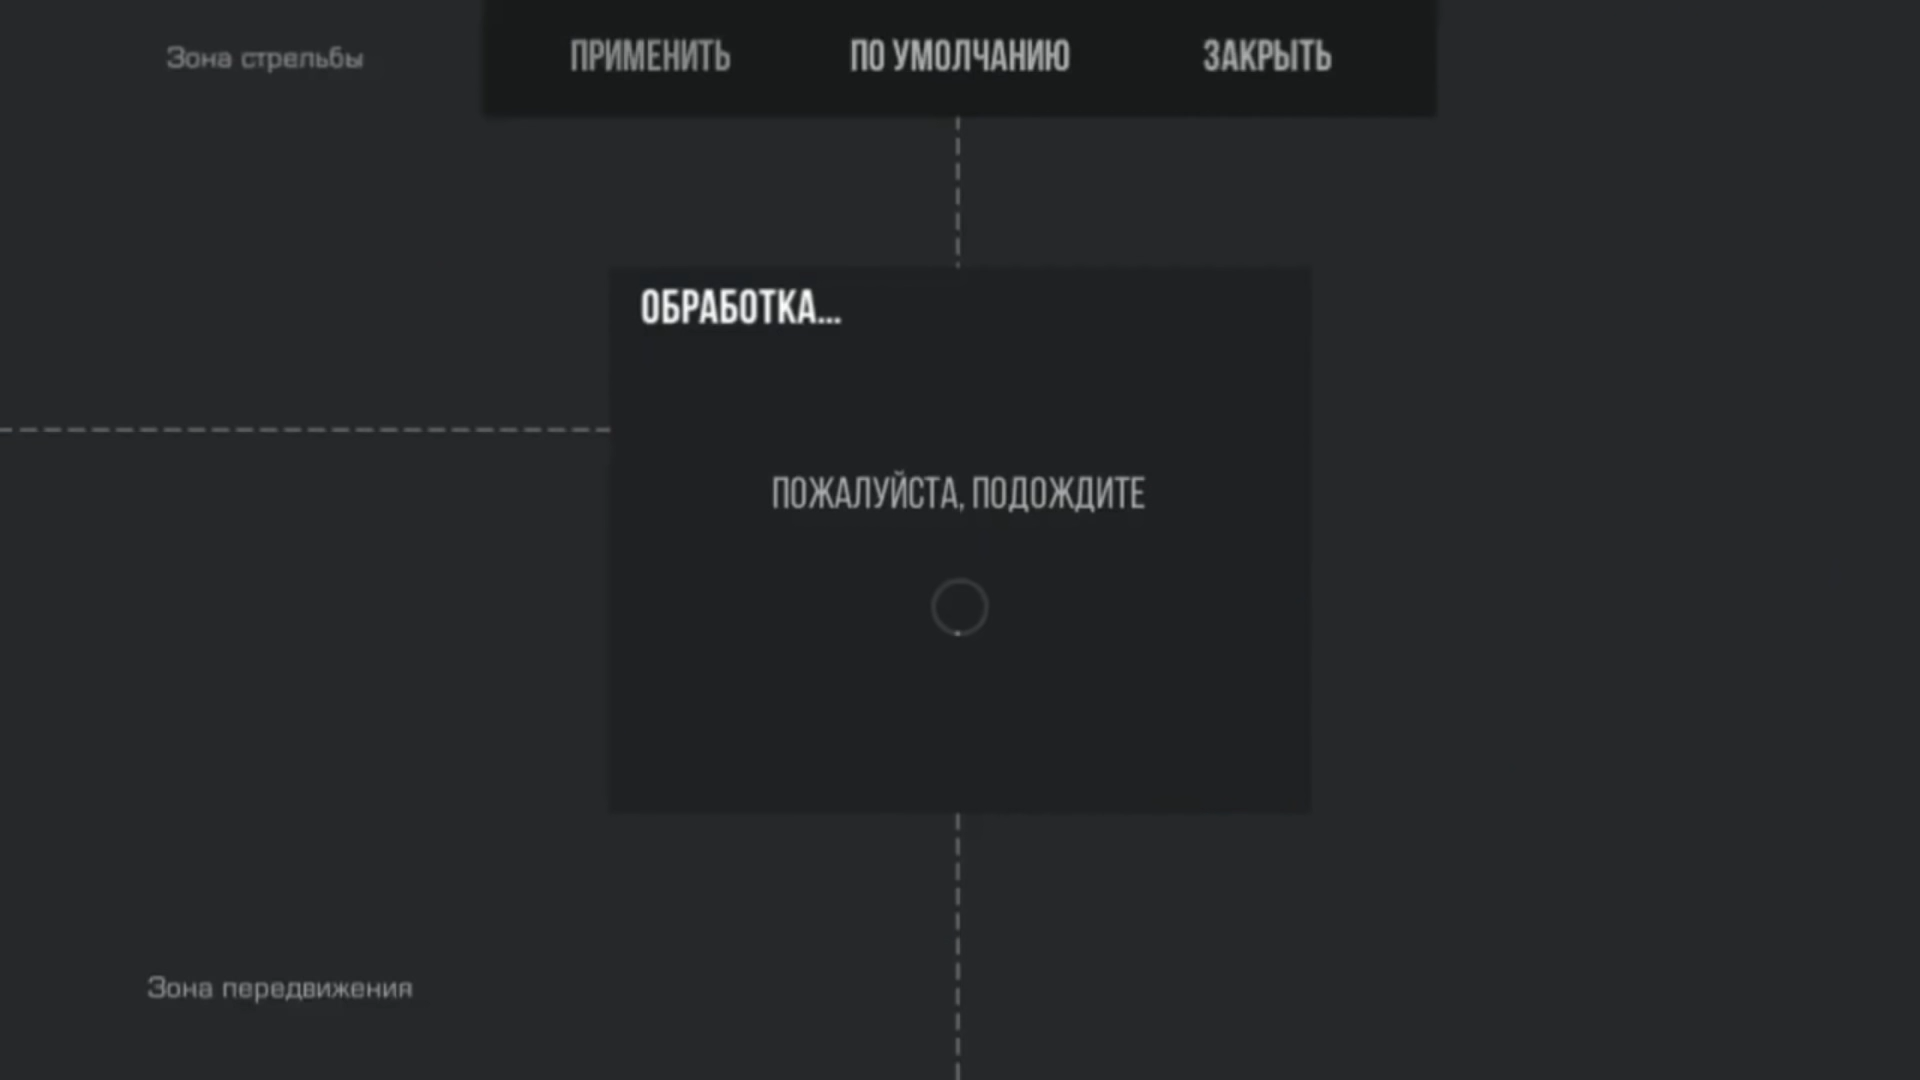 Зона стрельбы
ПРИМЕНИТЬ
ПО УМОЛЧАНИЮ
ЗАКРЫТЬ
ОБРАБОТКА...
ПОЖАЛУЙСТА, ПОДОЖДИТЕ
Зона передвижения